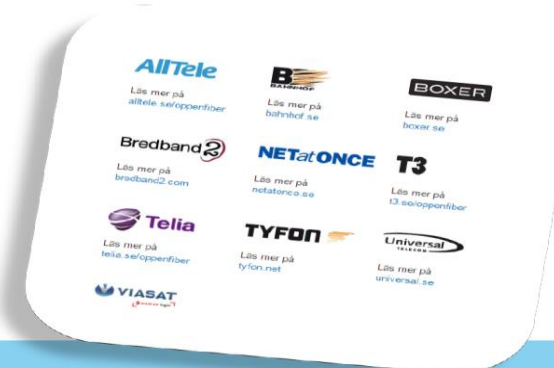 AllTele
Läs mer på
alltele.se/oppenfiber
BAHNHOF
Läs mer på
bahnhof.se
BOXER
Läs mer på
boxer.se
Bredband2
Läs mer på
bredband2.com
NETatONCE
Läs mer på
netatonce.se
T3
Läs mer på
t3.se/oppenfiber
Telia
Läs mer på
telia.se/oppenfiber
TYFON
Läs mer på
tyfon.net
Universal
TELECOM
Läs mer på
universal.se
VIASAT